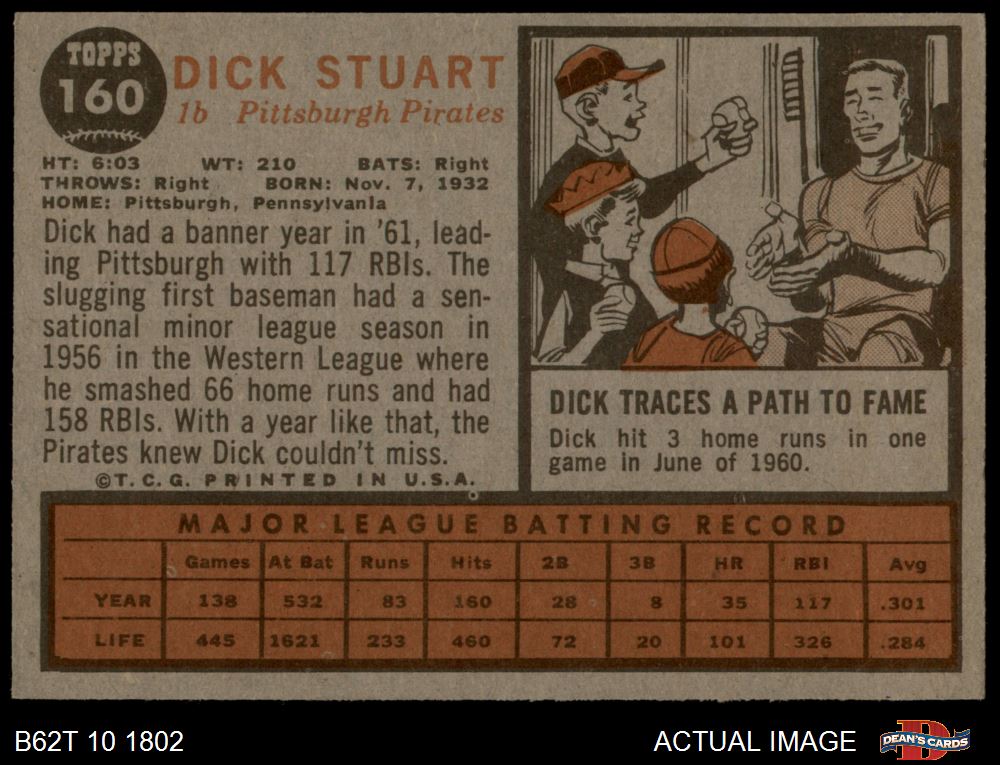 TOPPS
160
DICK STUART
1b Pittsburgh Pirates
HT: 6:03 WT: 210 BATS: Right
THROWS: Right BORN: Nov. 7, 1932
HOME: Pittsburgh, Pennsylvania
Dick had a banner year in '61, lead-
ing Pittsburgh with 117 RBIs. The
slugging first baseman had a sen-
sational minor league season in
1956 in the Western League where
he smashed 66 home runs and had
158 RBIs. With a year like that, the
Pirates knew Dick couldn't miss.
©T.C.G. PRINTED IN U.S.A.
DICK TRACES A PATH TO FAME
Dick hit 3 home runs in one
game in June of 1960.
MAJOR LEAGUE BATTING RECORD
Games At Bat Runs Hits 2B 3B HR RBI Avg
YEAR 138 532 83 160 28 8 35 117 .301
LIFE 445 1621 233 460 72 20 101 326 .284
B62T 10 1802
ACTUAL IMAGE
DEAN'S CARDS